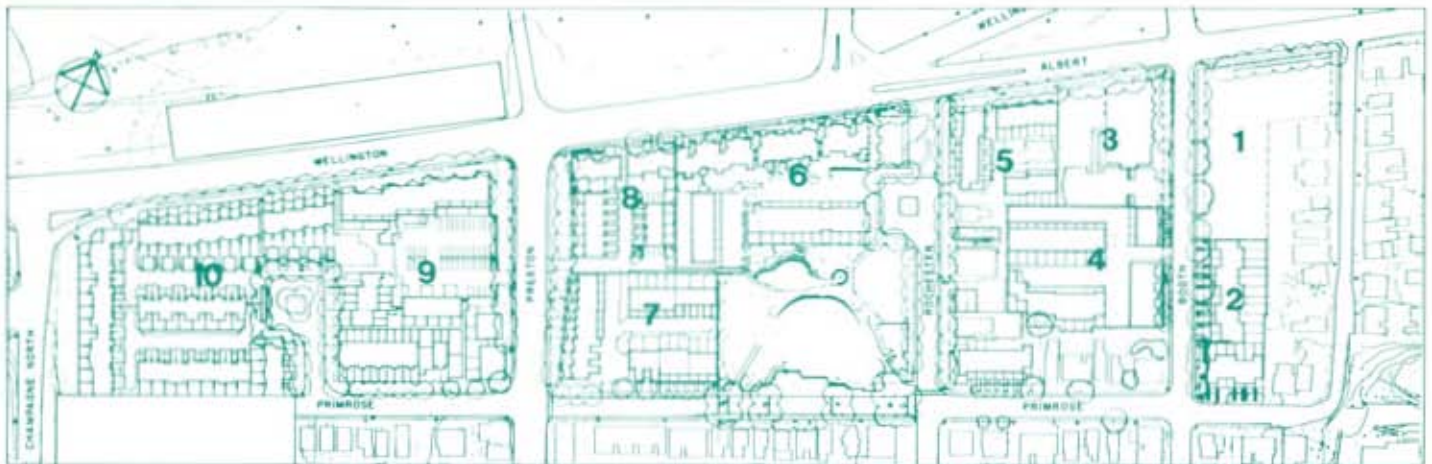 WELLINGTON
ALBERT
WELLINGTON
1
2
3
4
5
6
7
8
9
10
PRESTON
ROCHESTER
BOOTH
CHAMPAGNE NORTH
PRIMROSE
PRIMROSE